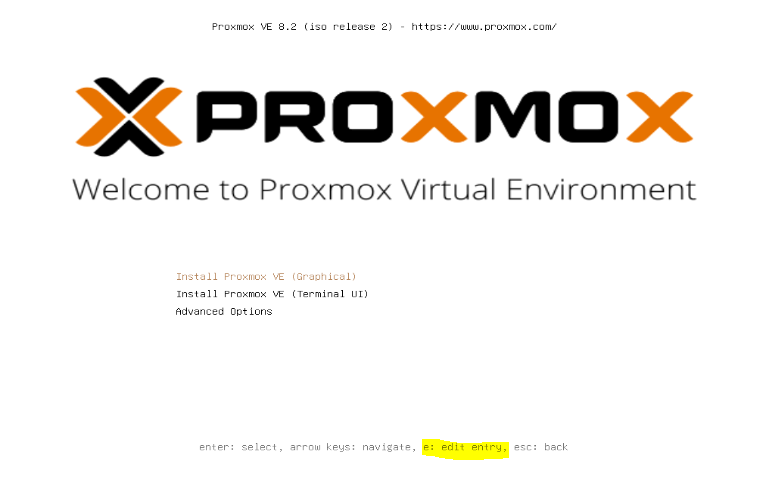 Proxmox VE 8.2 (iso release 2) - https://www.proxmox.com/
PROXMOX
Welcome to Proxmox Virtual Environment
Install Proxmox VE (Graphical)
Install Proxmox VE (Terminal UI)
Advanced Options
enter: select, arrow keys: navigate, e: edit entry, esc: back